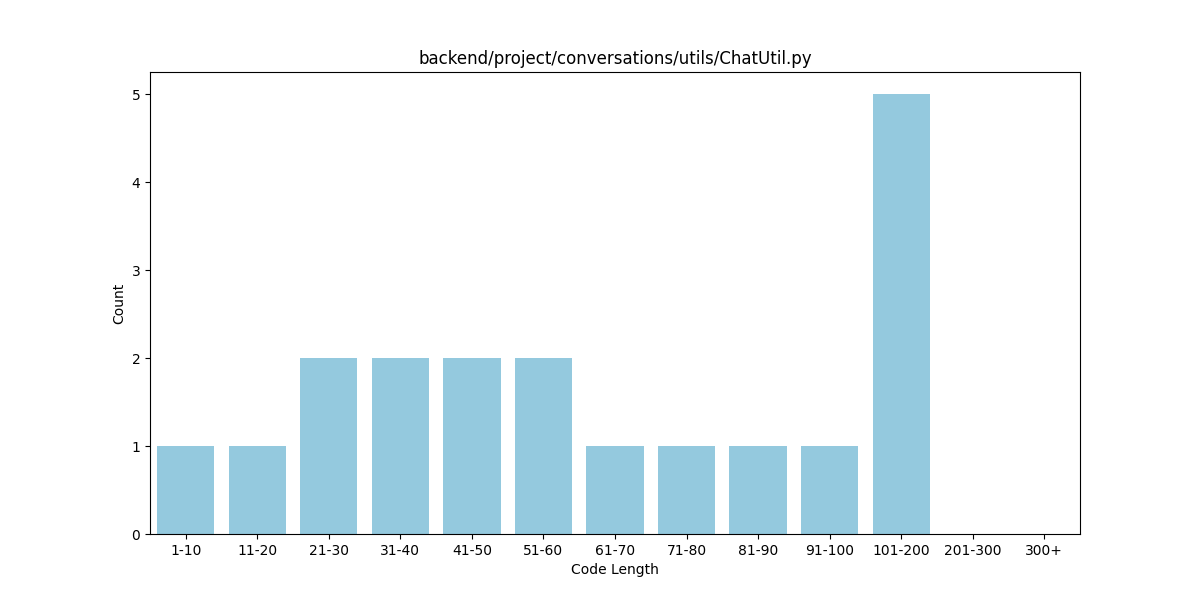 backend/project/conversations/utils/ChatUtil.py
5
4
3
2
1
0
Count
1-10 11-20 21-30 31-40 41-50 51-60 61-70 71-80 81-90 91-100 101-200 201-300 300+
Code Length